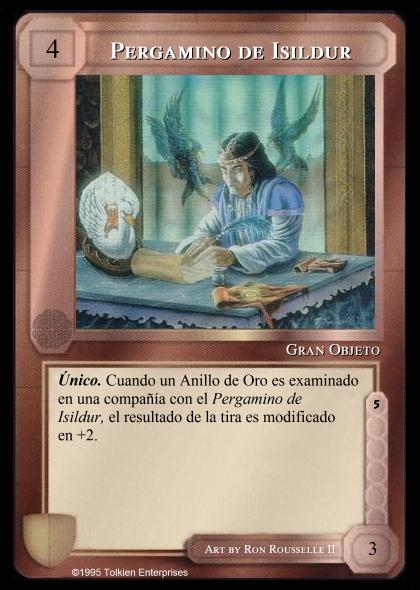 4
Pergamino de Isildur
Gran Objeto
Único. Cuando un Anillo de Oro es examinado
en una compañía con el Pergamino de
Isildur, el resultado de la tira es modificado
en +2.
5
Art by Ron Rousselle II
3
©1995 Tolkien Enterprises